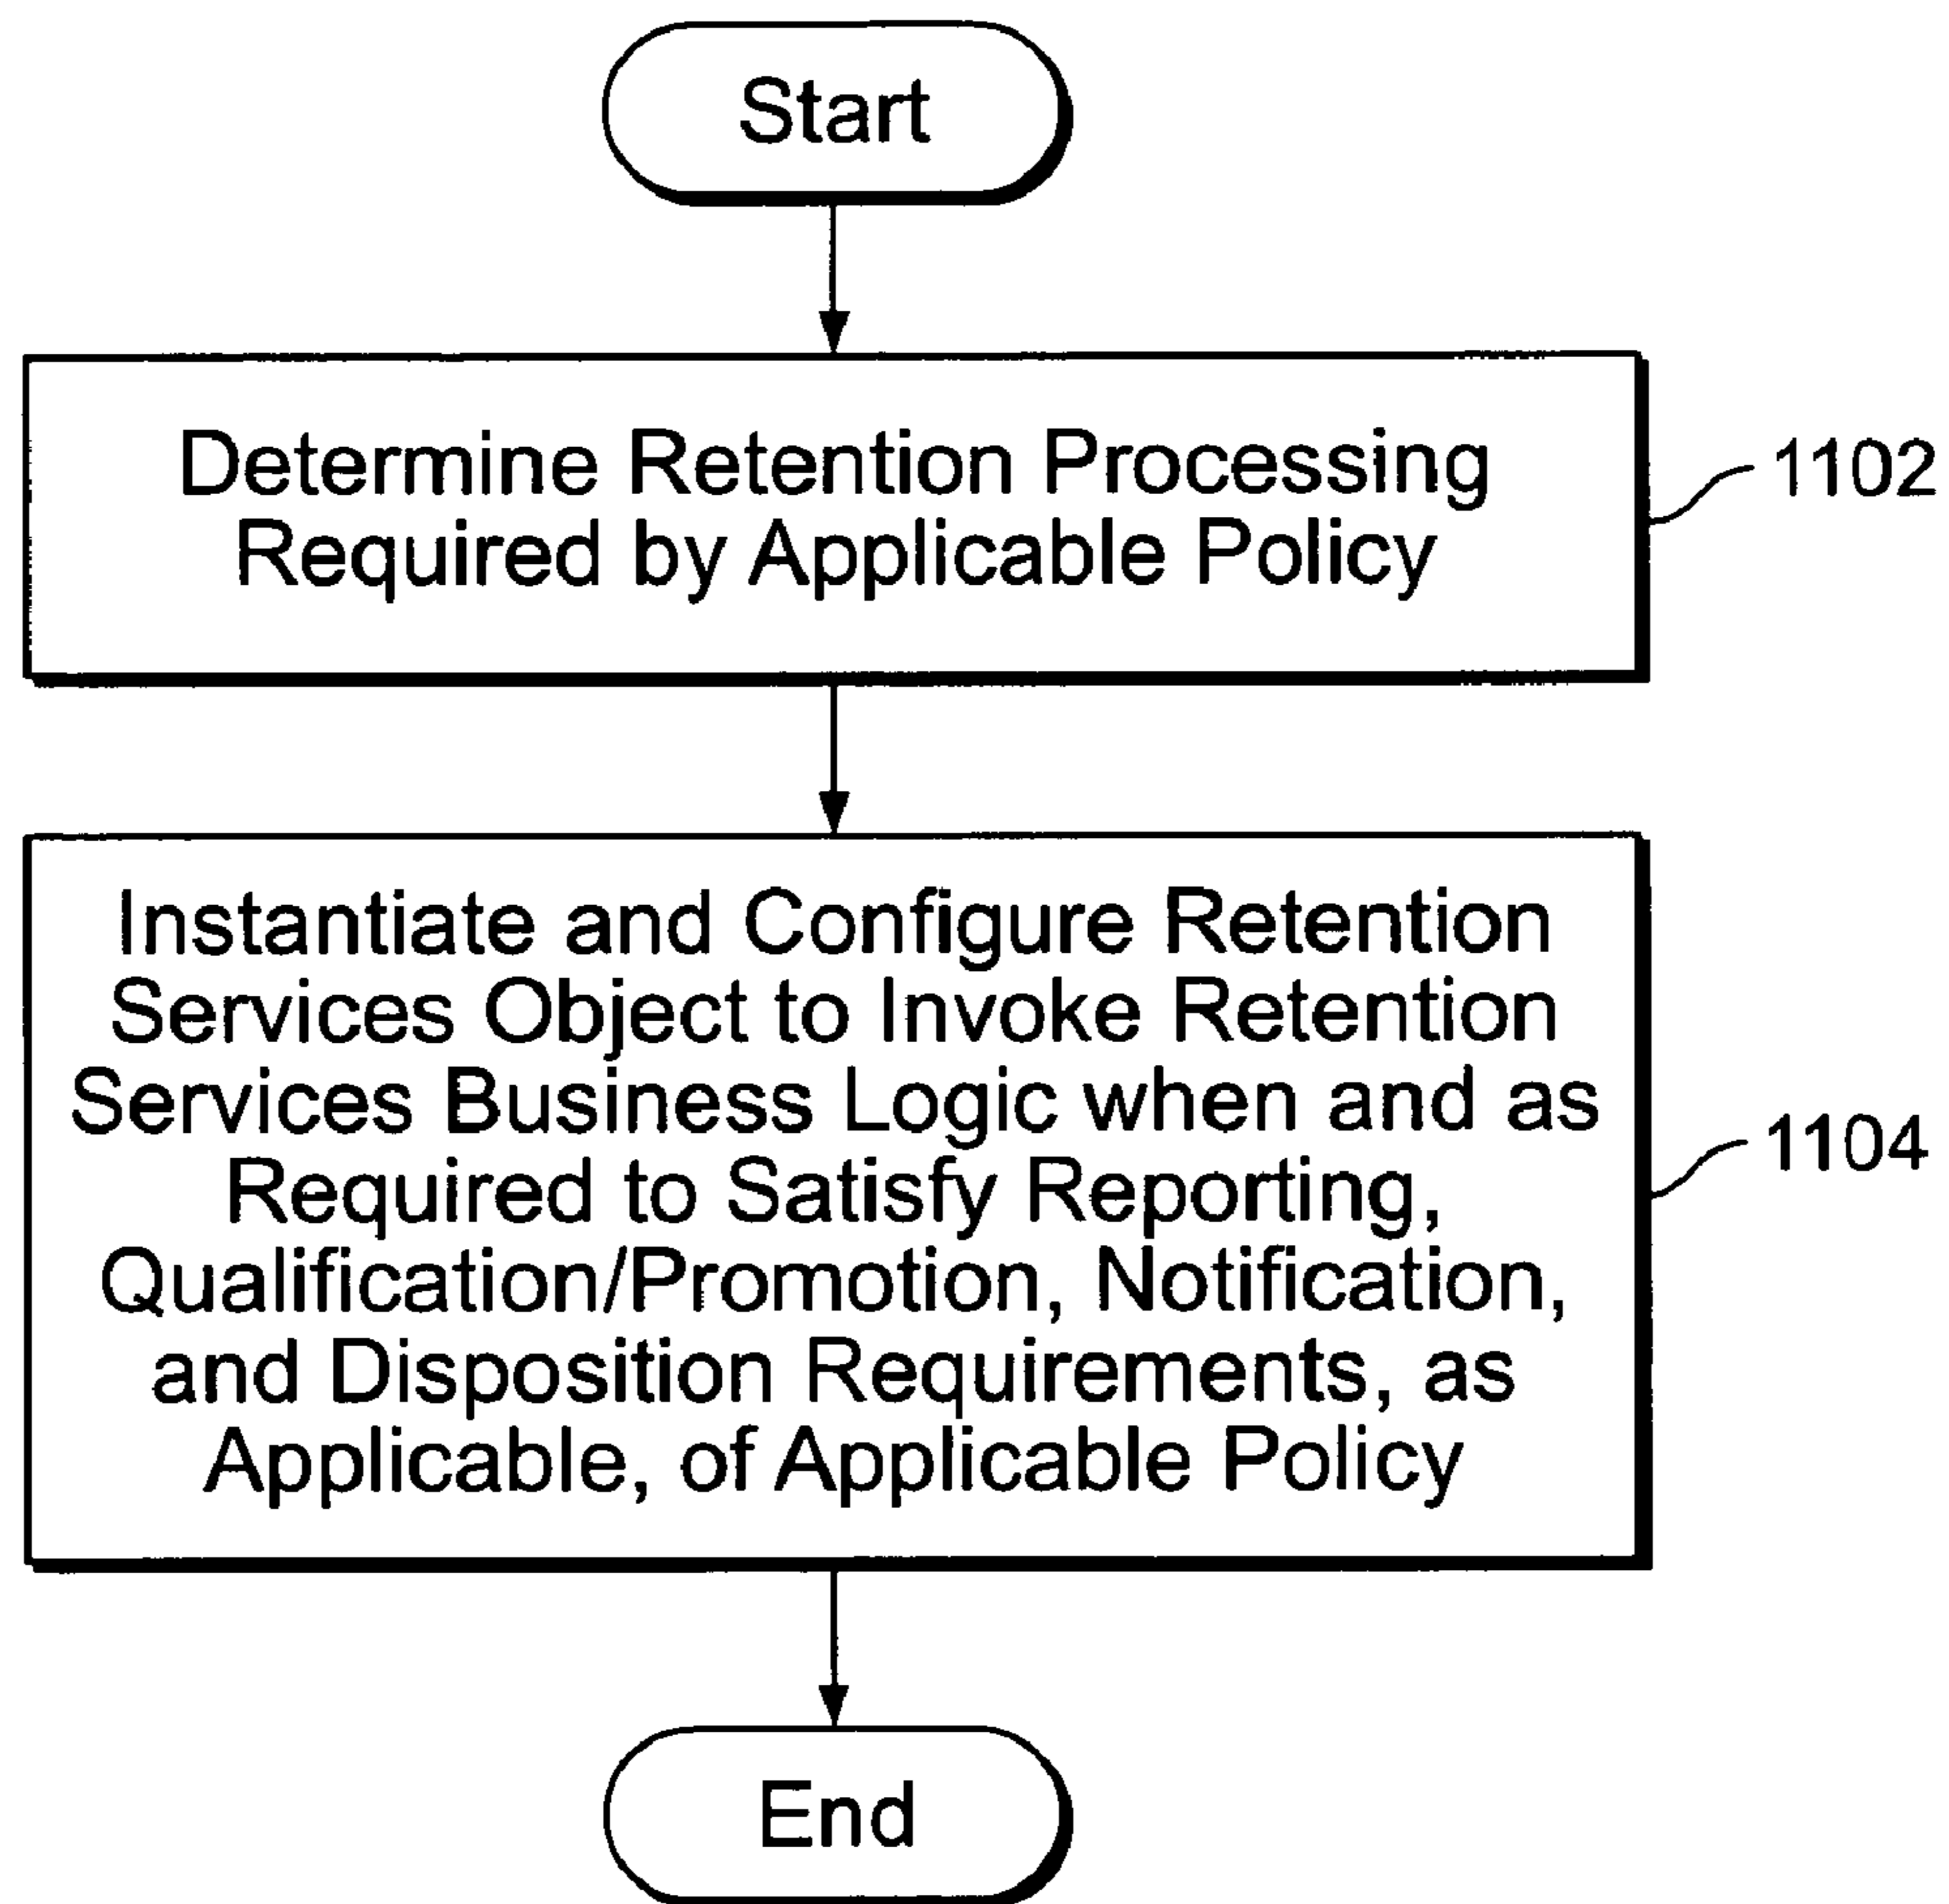 Start
Determine Retention Processing
Required by Applicable Policy
1102
Instantiate and Configure Retention
Services Object to Invoke Retention
Services Business Logic when and as
Required to Satisfy Reporting,
Qualification/Promotion, Notification,
and Disposition Requirements, as
Applicable, of Applicable Policy
1104
End